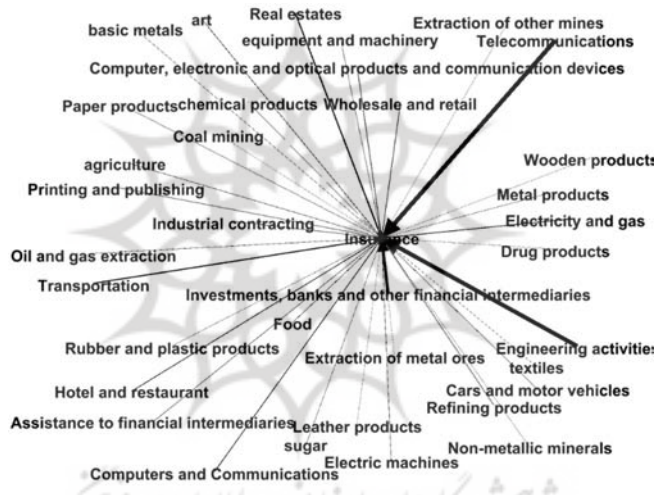 Real estates
art
Extraction of other mines
basic metals
equipment and machinery
Telecommunications
Computer, electronic and optical products and communication devices
Paper products
chemical products
Wholesale and retail
Coal mining
agriculture
Wooden products
Printing and publishing
Metal products
Industrial contracting
Electricity and gas
Insurance
Oil and gas extraction
Drug products
Transportation
Investments, banks and other financial intermediaries
Food
Rubber and plastic products
Extraction of metal ores
Engineering activities
textiles
Hotel and restaurant
Cars and motor vehicles
Refining products
Assistance to financial intermediaries
Leather products
sugar
Non-metallic minerals
Electric machines
Computers and Communications